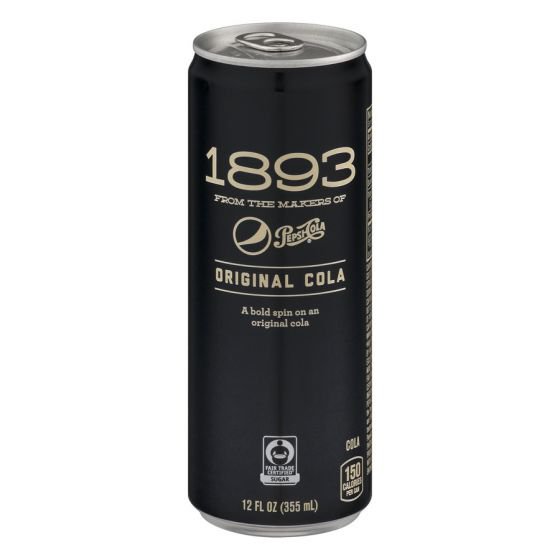 1893
FROM THE MAKERS OF
PEPSI-COLA
ORIGINAL COLA
A bold spin on an
original cola
FAIR TRADE
CERTIFIED
SUGAR
12 FL OZ (355 mL)
COLA
150
CALORIES
PER CAN